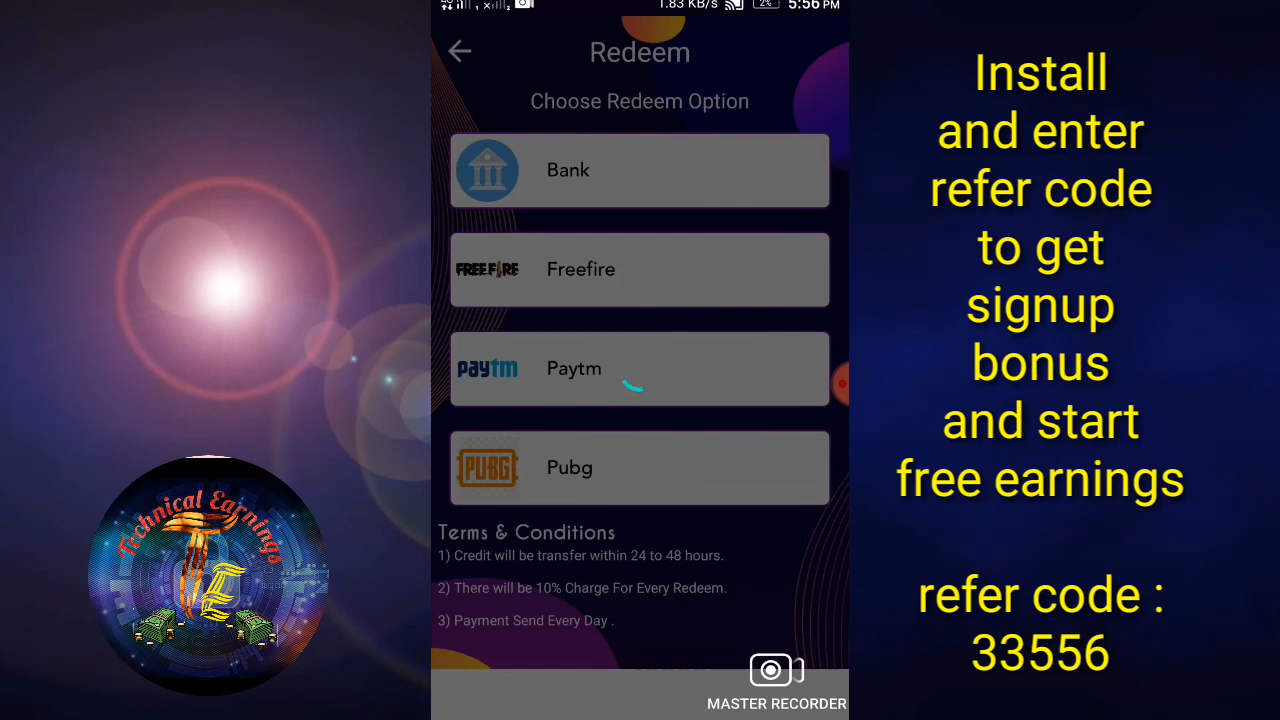 1.83 KB/s 2% 5:56 PM
Redeem
Choose Redeem Option
Bank
FREE FIRE Freefire
paytm Paytm
PUBG Pubg
Terms & Conditions
1) Credit will be transfer within 24 to 48 hours.
2) There will be 10% Charge For Every Redeem.
3) Payment Send Every Day .
MASTER RECORDER
Technical Earnings
TE
Install
and enter
refer code
to get
signup
bonus
and start
free earnings
refer code :
33556